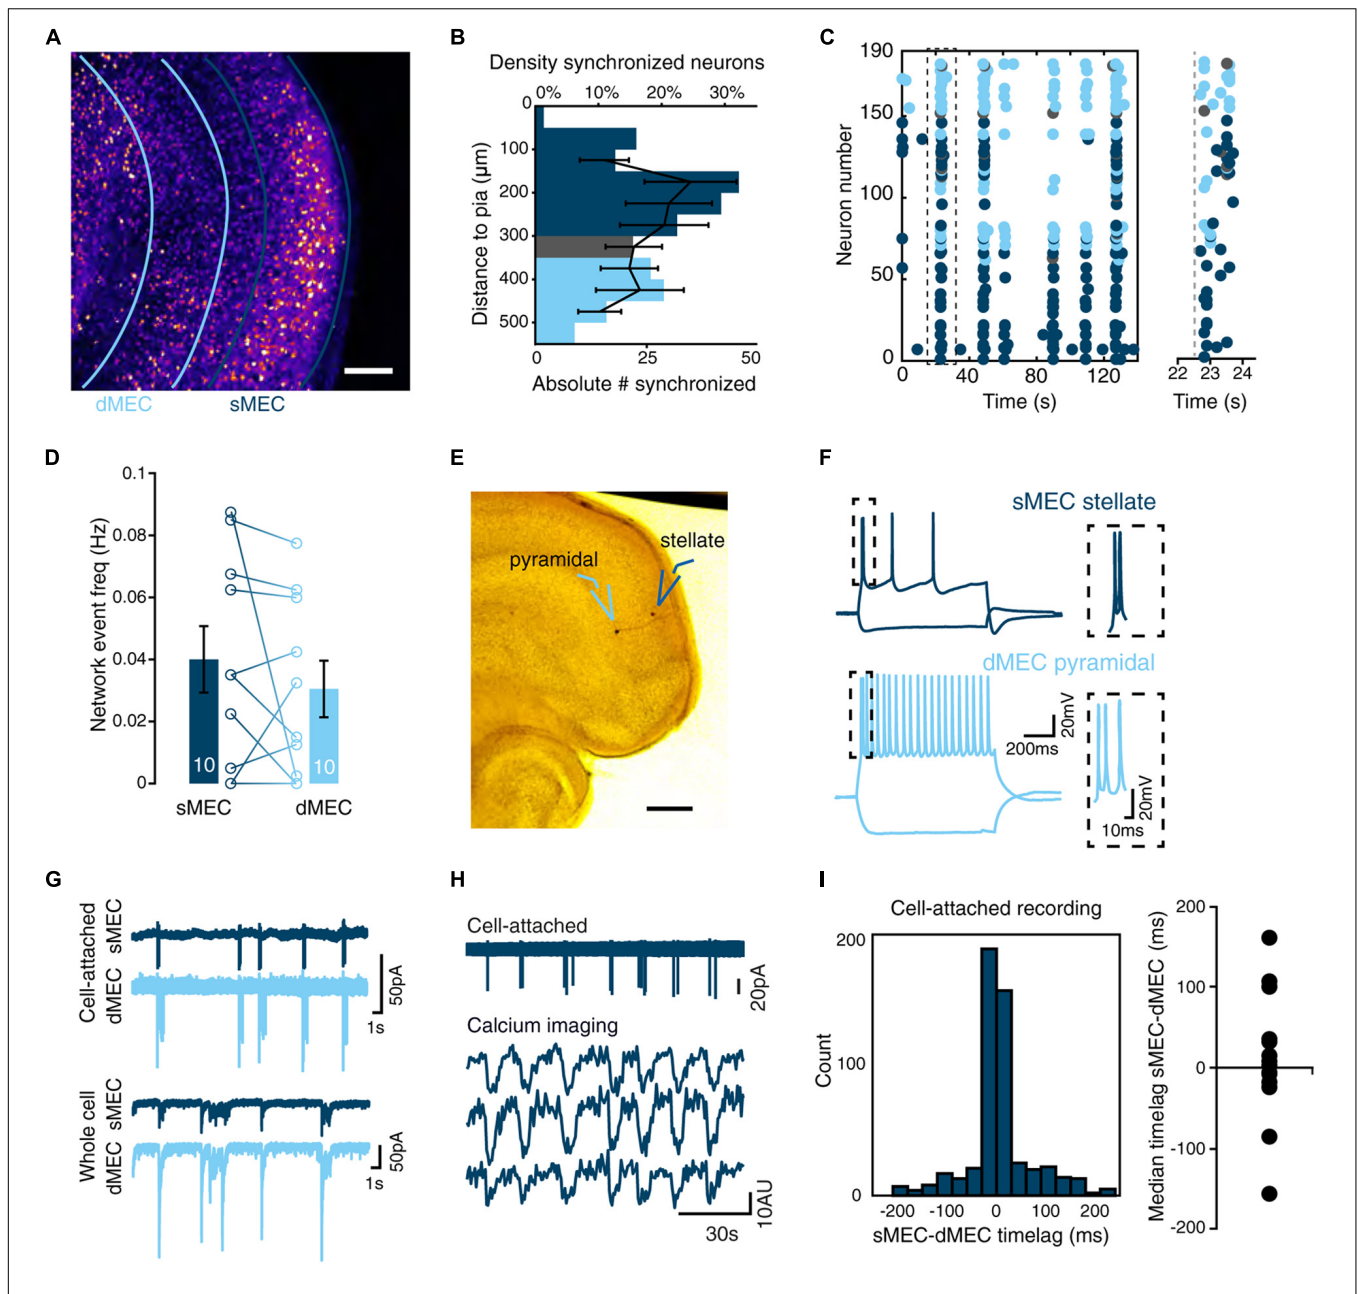 A
dMEC
sMEC
B
Density synchronized neurons
0%
10%
20%
30%
0
100
200
300
400
500
Distance to pia (µm)
0
25
50
Absolute # synchronized
C
190
150
100
50
0
Neuron number
0
40
80
120
Time (s)
22
23
24
Time (s)
D
0.1
0.08
0.06
0.04
0.02
0
Network event freq (Hz)
10
10
sMEC
dMEC
E
pyramidal
stellate
F
sMEC stellate
dMEC pyramidal
20mV
200ms
20mV
10ms
G
Cell-attached
sMEC
dMEC
50pA
1s
Whole cell
sMEC
dMEC
50pA
1s
H
Cell-attached
20pA
Calcium imaging
10AU
30s
I
Cell-attached recording
200
100
0
Count
-200
-100
0
100
200
sMEC-dMEC timelag (ms)
200
100
0
-100
-200
Median timelag sMEC-dMEC (ms)